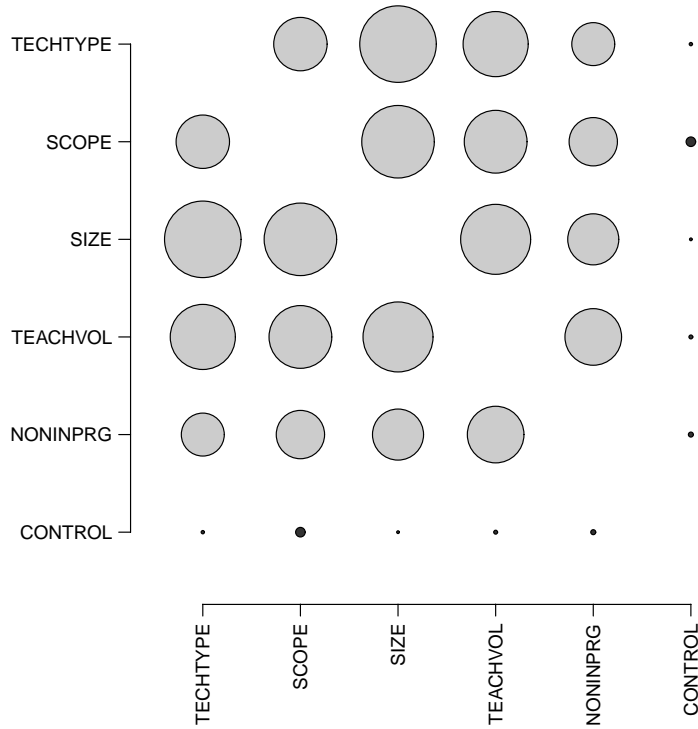 TECHTYPE
SCOPE
SIZE
TEACHVOL
NONINPRG
CONTROL
TECHTYPE
SCOPE
SIZE
TEACHVOL
NONINPRG
CONTROL